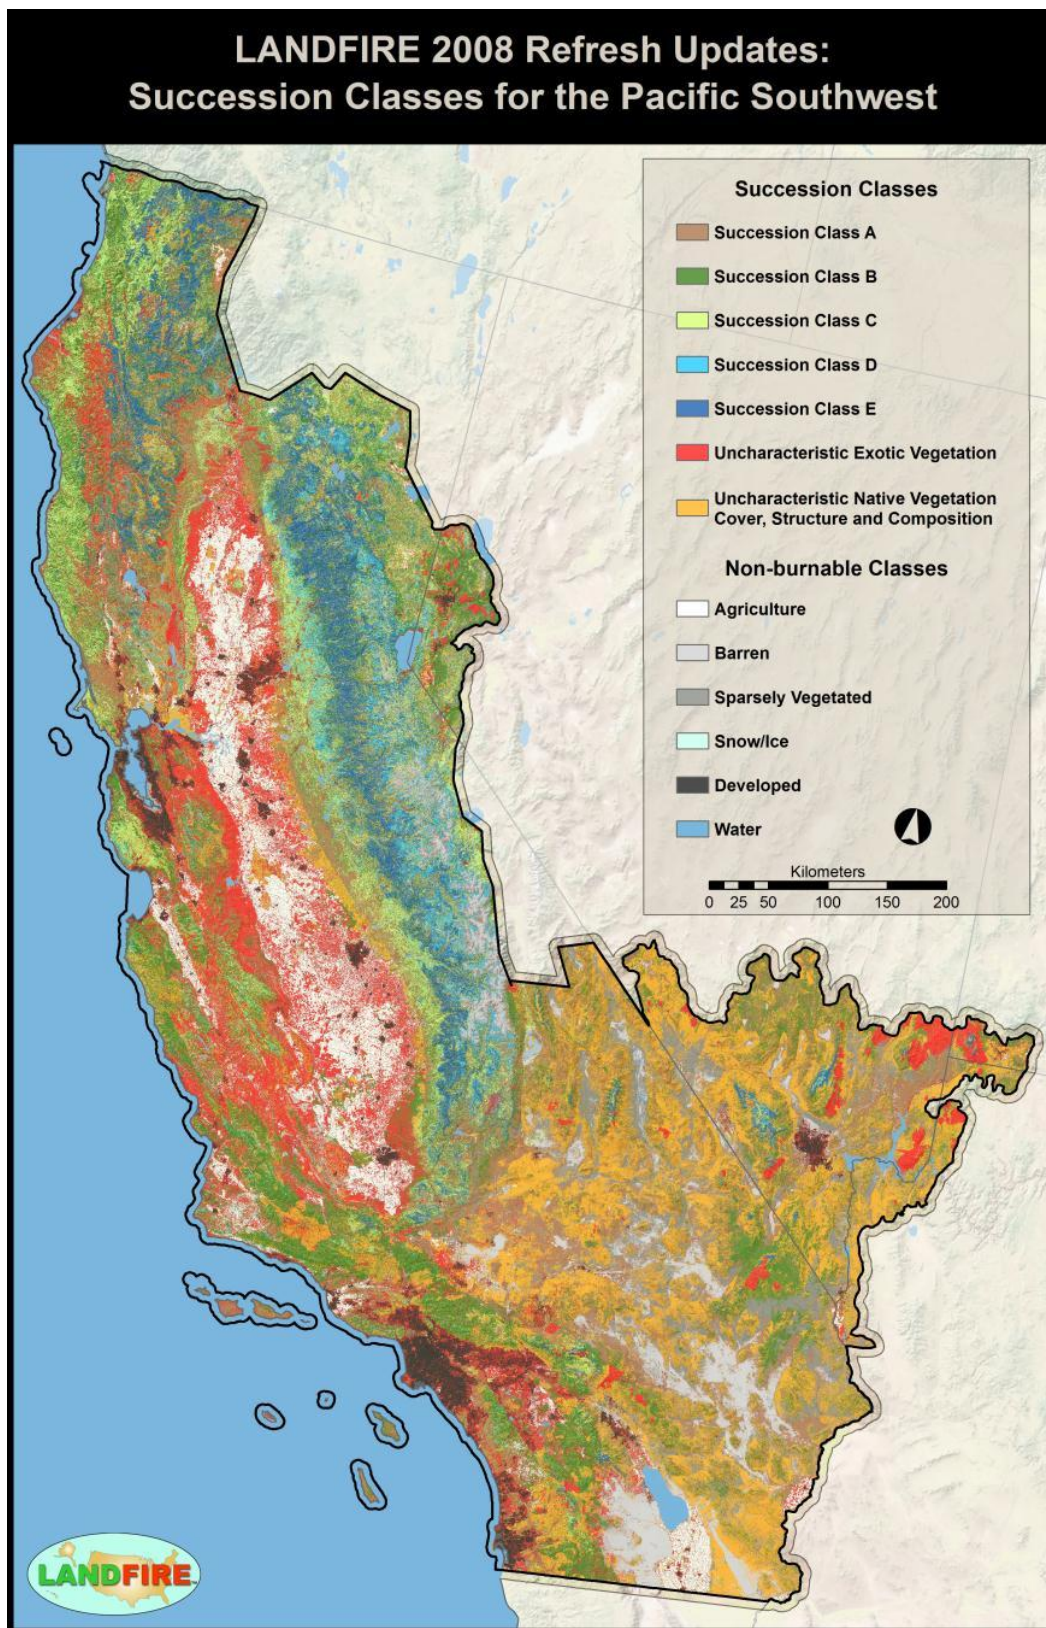 LANDFIRE 2008 Refresh Updates:
Succession Classes for the Pacific Southwest
Succession Classes
Succession Class A
Succession Class B
Succession Class C
Succession Class D
Succession Class E
Uncharacteristic Exotic Vegetation
Uncharacteristic Native Vegetation
Cover, Structure and Composition
Non-burnable Classes
Agriculture
Barren
Sparsely Vegetated
Snow/Ice
Developed
Water
Kilometers
0 25 50 100 150 200
LANDFIRE